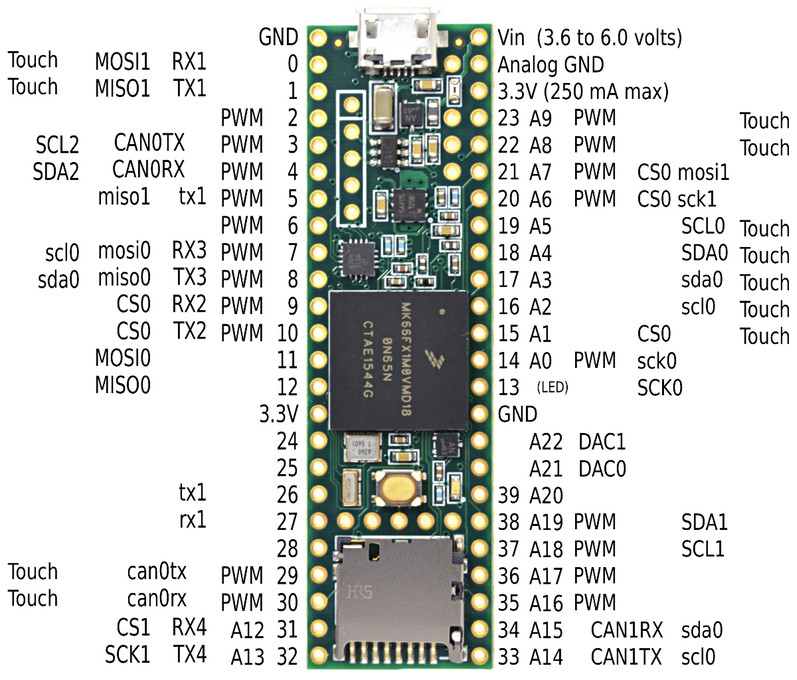 GND Vin (3.6 to 6.0 volts)
Touch MOSI1 RX1 0 Analog GND
Touch MISO1 TX1 1 3.3V (250 mA max)
PWM 2 23 A9 PWM Touch
SCL2 CAN0TX PWM 3 22 A8 PWM Touch
SDA2 CAN0RX PWM 4 21 A7 PWM CS0 mosi1
miso1 tx1 PWM 5 20 A6 PWM CS0 sck1
PWM 6 19 A5 SCL0 Touch
scl0 mosi0 RX3 PWM 7 18 A4 SDA0 Touch
sda0 miso0 TX3 PWM 8 17 A3 sda0 Touch
CS0 RX2 PWM 9 16 A2 scl0 Touch
CS0 TX2 PWM 10 15 A1 CS0 Touch
MOSI0 11 14 A0 PWM sck0
MISO0 12 13 (LED) SCK0
3.3V GND
24 A22 DAC1
25 A21 DAC0
tx1 26 39 A20
rx1 27 38 A19 PWM SDA1
28 37 A18 PWM SCL1
Touch can0tx PWM 29 36 A17 PWM
Touch can0rx PWM 30 35 A16 PWM
CS1 RX4 A12 31 34 A15 CAN1RX sda0
SCK1 TX4 A13 32 33 A14 CAN1TX scl0
MK66FX1M0VMD18
0N65N
CTAE1544G
HRS